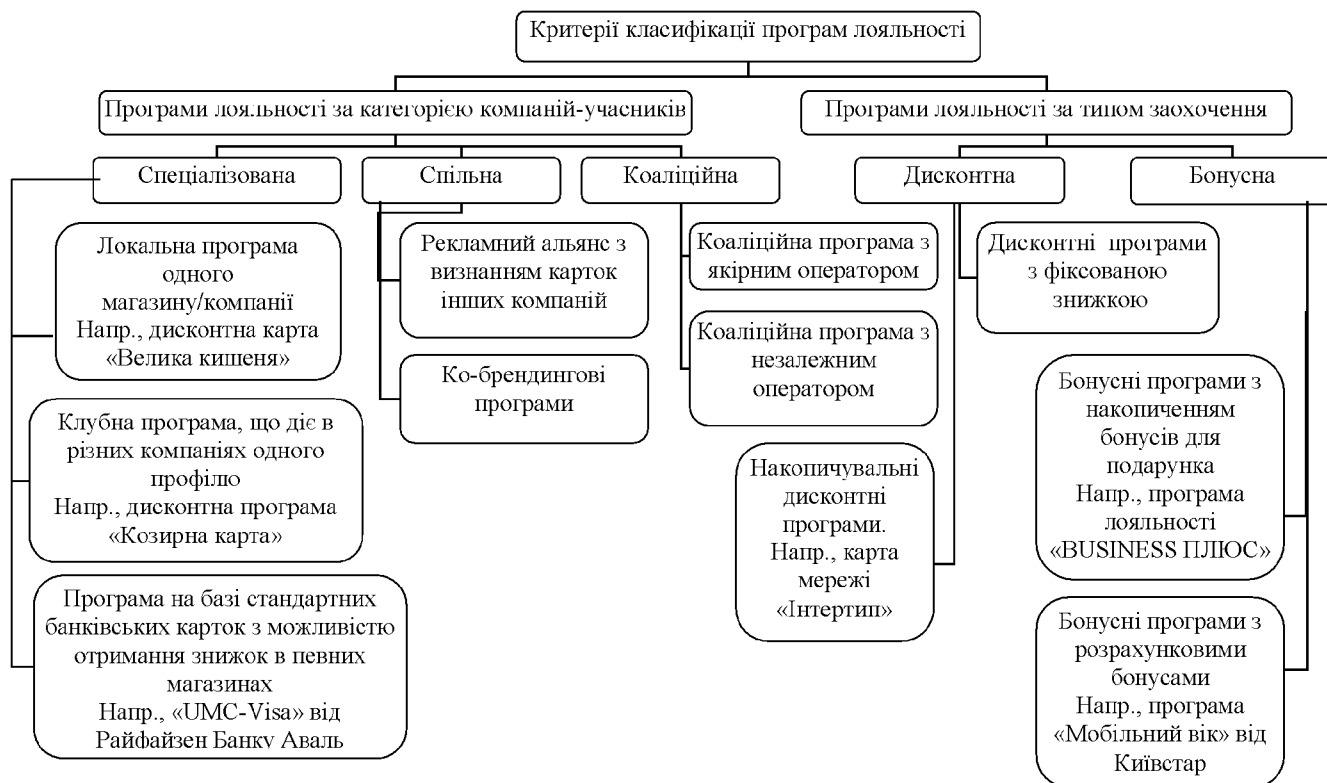 Критерії класифікації програм лояльності
Програми лояльності за категорією компаній-учасників
Програми лояльності за типом заохочення
Спеціалізована
Спільна
Коаліційна
Дисконтна
Бонусна
Локальна програма
одного
магазину/компанії
Напр., дисконтна карта
«Велика кишеня»
Клубна програма, що діє в
різних компаніях одного
профілю
Напр., дисконтна програма
«Козирна карта»
Програма на базі стандартних
банківських карток з можливістю
отримання знижок в певних
магазинах
Напр., «UMC-Visa» від
Райфайзен Банку Аваль
Рекламний альянс з
визнанням карток
інших компаній
Ко-брендингові
програми
Коаліційна програма з
якірним оператором
Коаліційна програма з
незалежним
оператором
Дисконтні програми
з фіксованою
знижкою
Накопичувальні
дисконтні
програми.
Напр., карта
мережі
«Інтертип»
Бонусні програми з
накопиченням
бонусів для
подарунка
Напр., програма
лояльності
«BUSINESS ПЛЮС»
Бонусні програми з
розрахунковими
бонусами
Напр., програма
«Мобільний вік» від
Київстар